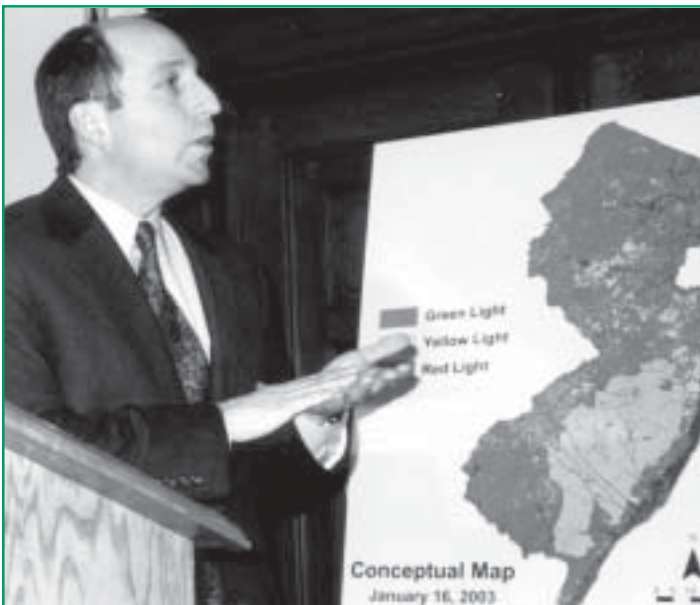 Green Light
Yellow Light
Red Light
Conceptual Map
January 16, 2003